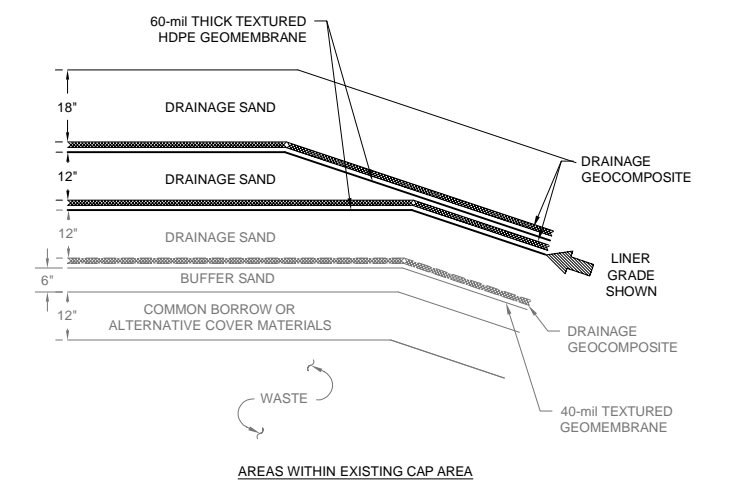 60-mil THICK TEXTURED
HDPE GEOMEMBRANE
18"
DRAINAGE SAND
12"
DRAINAGE SAND
DRAINAGE
GEOCOMPOSITE
12"
DRAINAGE SAND
LINER
GRADE
SHOWN
6"
BUFFER SAND
12"
COMMON BORROW OR
ALTERNATIVE COVER MATERIALS
DRAINAGE
GEOCOMPOSITE
WASTE
40-mil TEXTURED
GEOMEMBRANE
AREAS WITHIN EXISTING CAP AREA